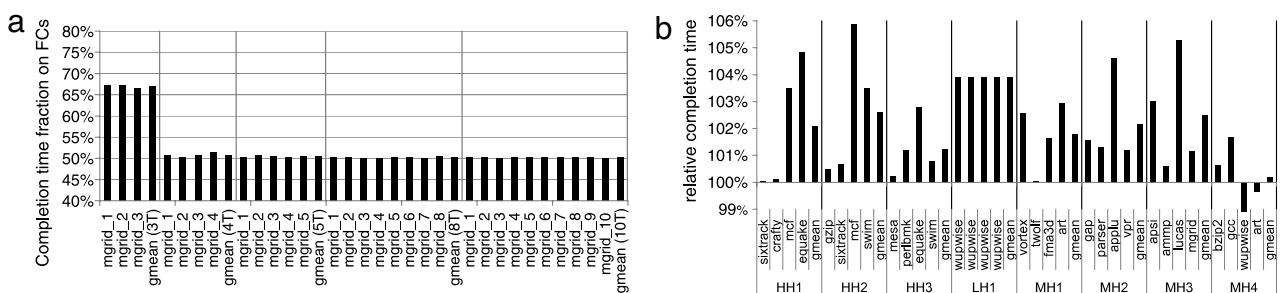 a
Completion time fraction on FCs
80%
75%
70%
65%
60%
55%
50%
45%
40%
mgrid_1
mgrid_2
mgrid_3
gmean (3T)
mgrid_1
mgrid_2
mgrid_3
mgrid_4
gmean (4T)
mgrid_1
mgrid_2
mgrid_3
mgrid_4
mgrid_5
gmean (5T)
mgrid_1
mgrid_2
mgrid_3
mgrid_4
mgrid_5
mgrid_6
mgrid_7
mgrid_8
gmean (8T)
mgrid_1
mgrid_2
mgrid_3
mgrid_4
mgrid_5
mgrid_6
mgrid_7
mgrid_8
mgrid_9
mgrid_10
gmean (10T)
b
relative completion time
106%
105%
104%
103%
102%
101%
100%
99%
sixtrack
crafty
mcf
equake
gmean
gzip
sixtrack
mcf
swim
gmean
mesa
perlbmk
equake
swim
gmean
wupwise
wupwise
wupwise
wupwise
gmean
vortex
twolf
fma3d
art
gmean
gap
parser
applu
vpr
gmean
apsi
ammp
lucas
mgrid
gmean
bzip2
gcc
wupwise
art
gmean
HH1
HH2
HH3
LH1
MH1
MH2
MH3
MH4